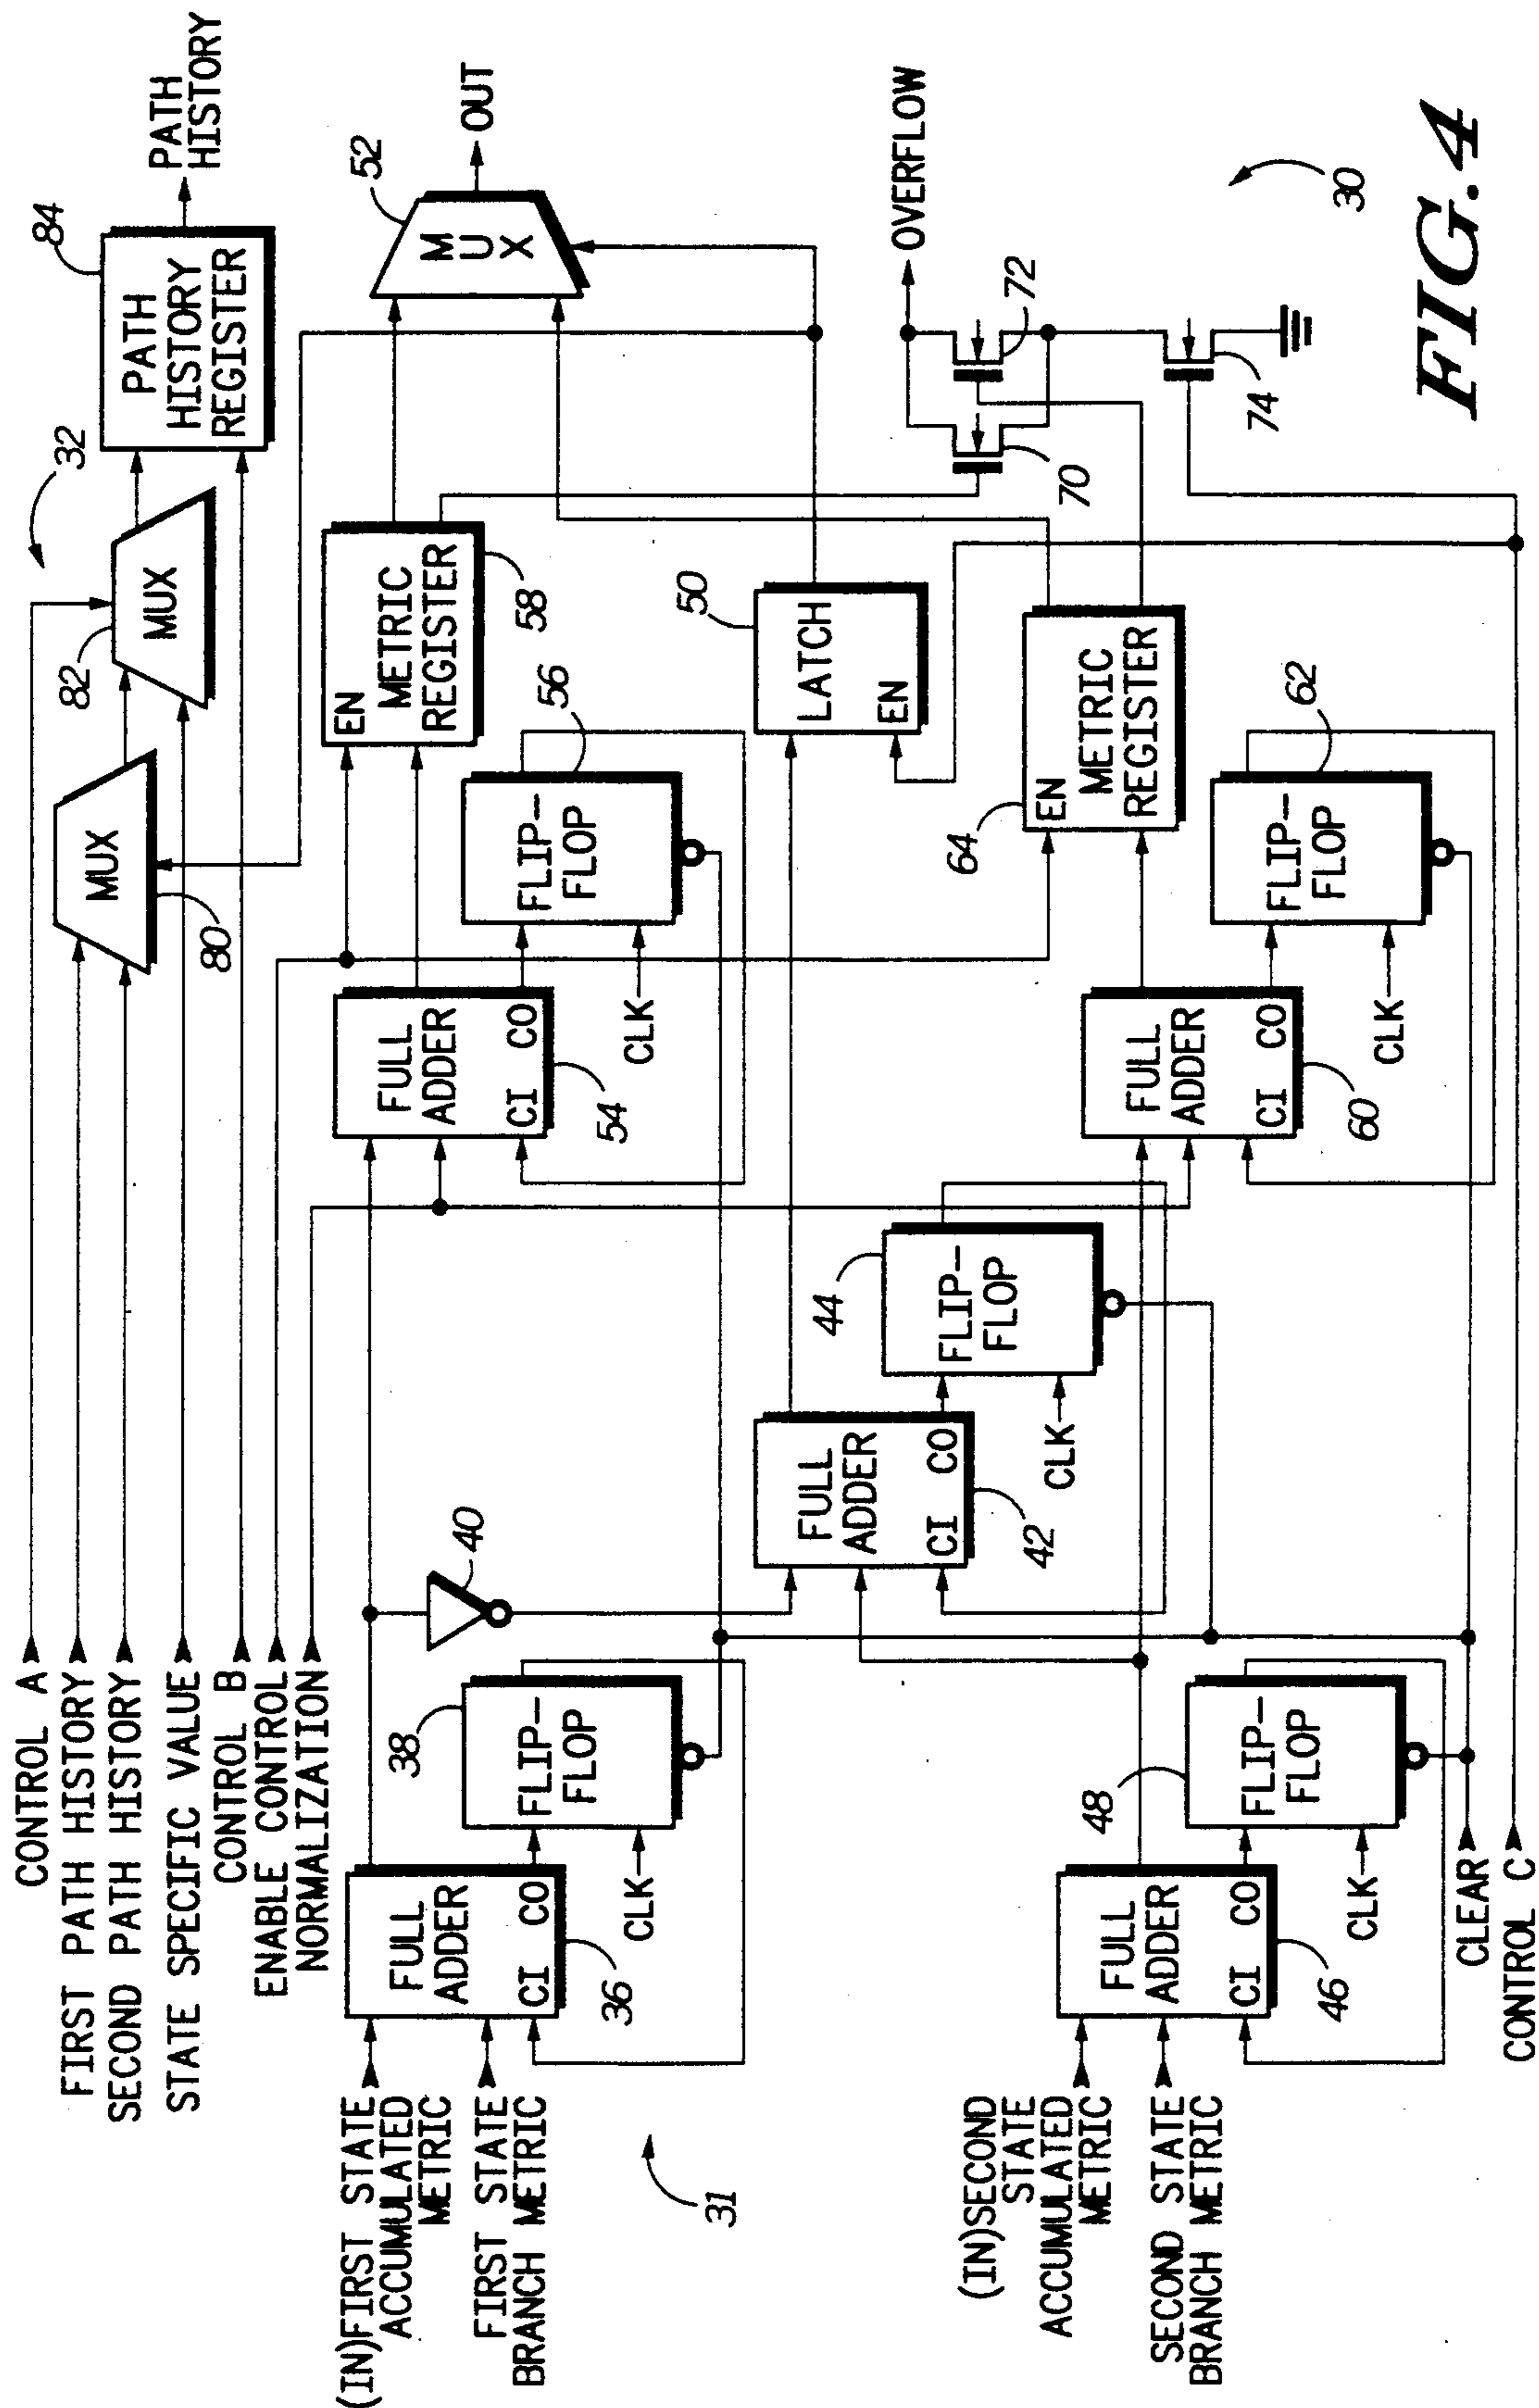 CONTROL A
FIRST PATH HISTORY
SECOND PATH HISTORY
STATE SPECIFIC VALUE
CONTROL B
ENABLE CONTROL
NORMALIZATION
80
MUX
82
MUX
32
84
PATH
HISTORY
REGISTER
PATH
HISTORY
(IN)FIRST STATE
ACCUMULATED
METRIC
FIRST STATE
BRANCH METRIC
31
FULL
ADDER
CI CO
36
CLK
38
FLIP-
FLOP
40
FULL
ADDER
CI CO
54
CLK
FLIP-
FLOP
56
EN
METRIC
REGISTER
58
52
MUX
OUT
FULL
ADDER
CI CO
42
CLK
44
FLIP-
FLOP
50
LATCH
EN
(IN)SECOND
STATE
ACCUMULATED
METRIC
SECOND STATE
BRANCH METRIC
FULL
ADDER
CI CO
46
CLK
48
FLIP-
FLOP
FULL
ADDER
CI CO
60
CLK
FLIP-
FLOP
62
64
EN
METRIC
REGISTER
70
72
74
OVERFLOW
CLEAR
CONTROL C
30
FIG.4